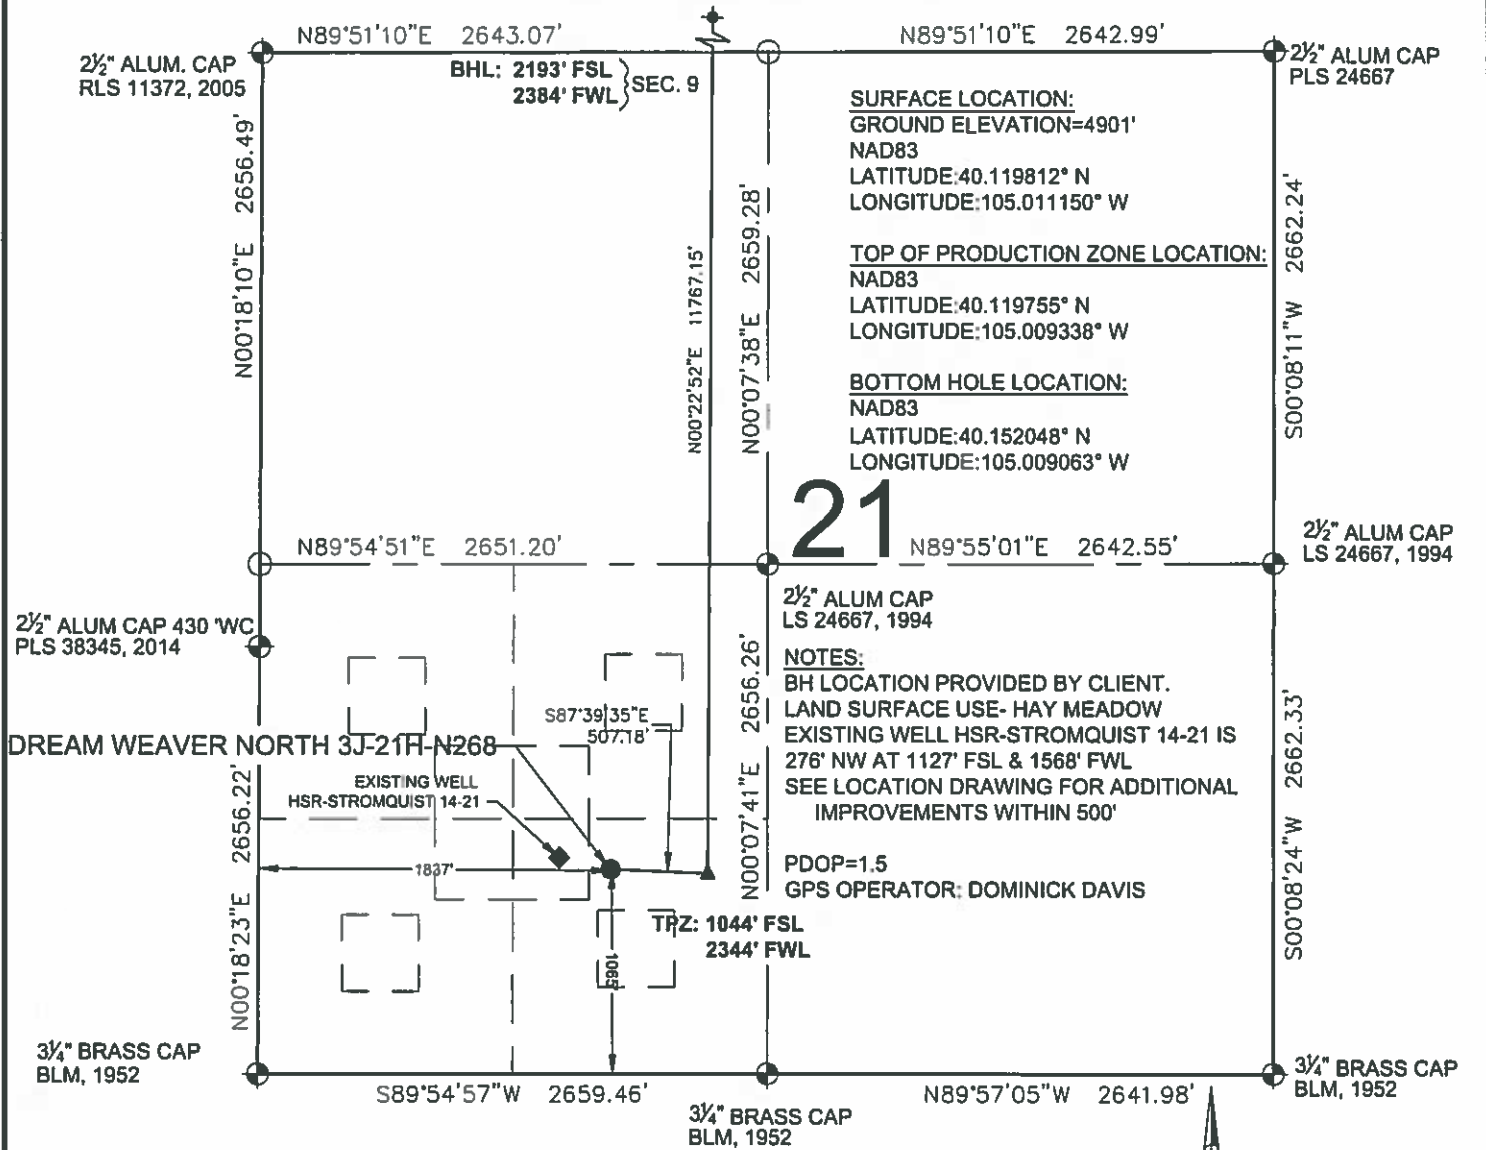 N89°51'10"E 2643.07'
N89°51'10"E 2642.99'
2½" ALUM. CAP
RLS 11372, 2005
BHL: 2193' FSL
2384' FWL
SEC. 9
2½" ALUM CAP
PLS 24667
SURFACE LOCATION:
GROUND ELEVATION=4901'
NAD83
LATITUDE:40.119812° N
LONGITUDE:105.011150° W
TOP OF PRODUCTION ZONE LOCATION:
NAD83
LATITUDE:40.119755° N
LONGITUDE:105.009338° W
BOTTOM HOLE LOCATION:
NAD83
LATITUDE:40.152048° N
LONGITUDE:105.009063° W
N00°18'10"E 2656.49'
N00°22'52"E 11767.15'
N00°07'38"E 2659.28'
S00°08'11"W 2662.24'
21
N89°54'51"E 2651.20'
N89°55'01"E 2642.55'
2½" ALUM CAP
LS 24667, 1994
2½" ALUM CAP
LS 24667, 1994
2½" ALUM CAP 430 'WC
PLS 38345, 2014
NOTES:
BH LOCATION PROVIDED BY CLIENT.
LAND SURFACE USE- HAY MEADOW
EXISTING WELL HSR-STROMQUIST 14-21 IS
276' NW AT 1127' FSL & 1568' FWL
SEE LOCATION DRAWING FOR ADDITIONAL
IMPROVEMENTS WITHIN 500'
PDOP=1.5
GPS OPERATOR: DOMINICK DAVIS
S87°39'35"E
507.18'
DREAM WEAVER NORTH 3J-21H-N268
EXISTING WELL
HSR-STROMQUIST 14-21
1837'
N00°18'23"E 2656.22'
N00°07'41"E 2656.26'
S00°08'24"W 2662.33'
TPZ: 1044' FSL
2344' FWL
1065'
3¼" BRASS CAP
BLM, 1952
S89°54'57"W 2659.46'
N89°57'05"W 2641.98'
3¼" BRASS CAP
BLM, 1952
3¼" BRASS CAP
BLM, 1952